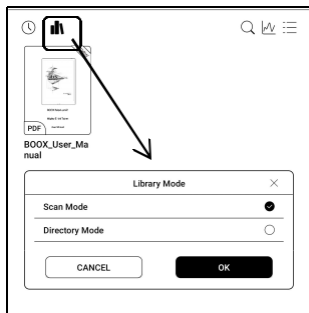 PDF
BOOX_User_Ma
nual
Library Mode
Scan Mode
Directory Mode
CANCEL
OK